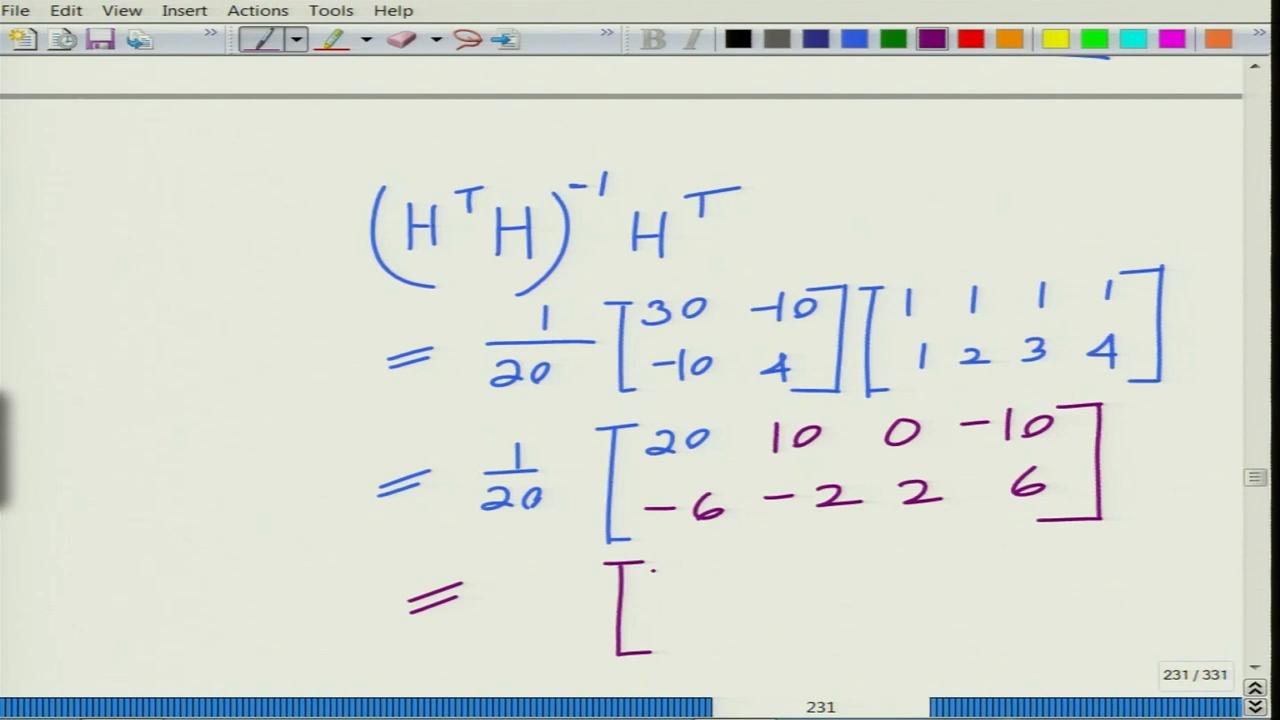 File Edit View Insert Actions Tools Help
B I
(H^T H)^-1 H^T
= 1/20 [30 -10; -10 4] [1 1 1 1; 1 2 3 4]
= 1/20 [20 10 0 -10; -6 -2 2 6]
= [
231 / 331
231